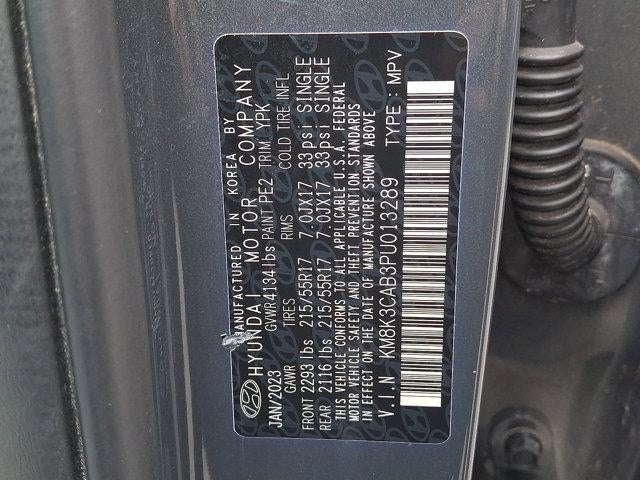 MANUFACTURED IN KOREA BY
HYUNDAI MOTOR COMPANY
JAN/2023 GVWR 4134 lbs PAINT PE2 TRIM YPK
GAWR TIRES RIMS COLD TIRE INFL
FRONT 2293 lbs 215/55R17 7.0JX17 33psi SINGLE
REAR 2116 lbs 215/55R17 7.0JX17 33psi SINGLE
THIS VEHICLE CONFORMS TO ALL APPLICABLE U.S.A. FEDERAL
MOTOR VEHICLE SAFETY AND THEFT PREVENTION STANDARDS
IN EFFECT ON THE DATE OF MANUFACTURE SHOWN ABOVE
V.I.N KM8K3CAB3PU013289 TYPE: MPV